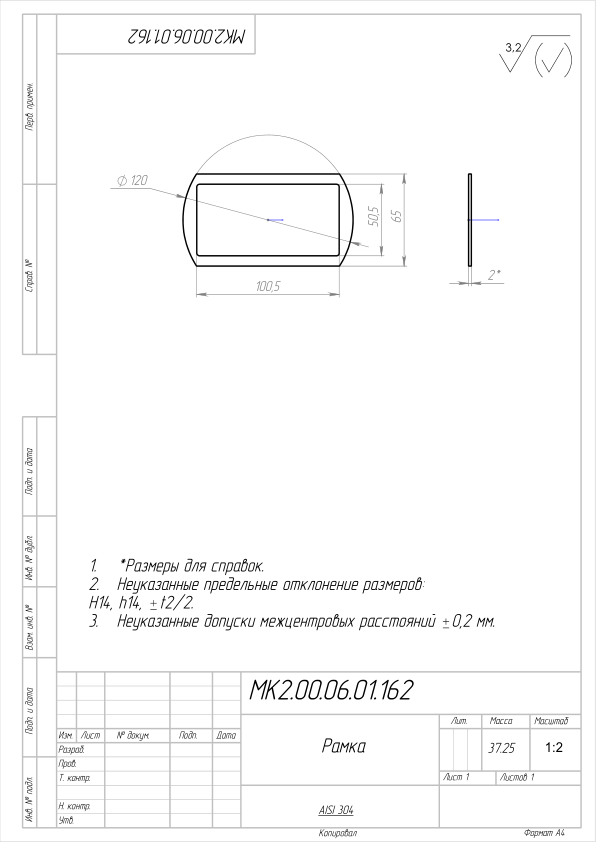 МК2.00.06.01.162
3,2
Перв. примен.
Справ. №
Подп. и дата
Инв. № дубл.
Взам. инв. №
Подп. и дата
Инв. № подл.
⌀ 120
50,5
65
100,5
2*
1. *Размеры для справок.
2. Неуказанные предельные отклонение размеров:
H14, h14, ± t2/2.
3. Неуказанные допуски межцентровых расстояний ±0,2 мм.
МК2.00.06.01.162
Изм. Лист № докум. Подп. Дата
Разраб.
Пров.
Т. контр.
Н. контр.
Утв.
Рамка
Лит. Масса Масштаб
37.25 1:2
Лист 1 Листов 1
AISI 304
Копировал Формат А4